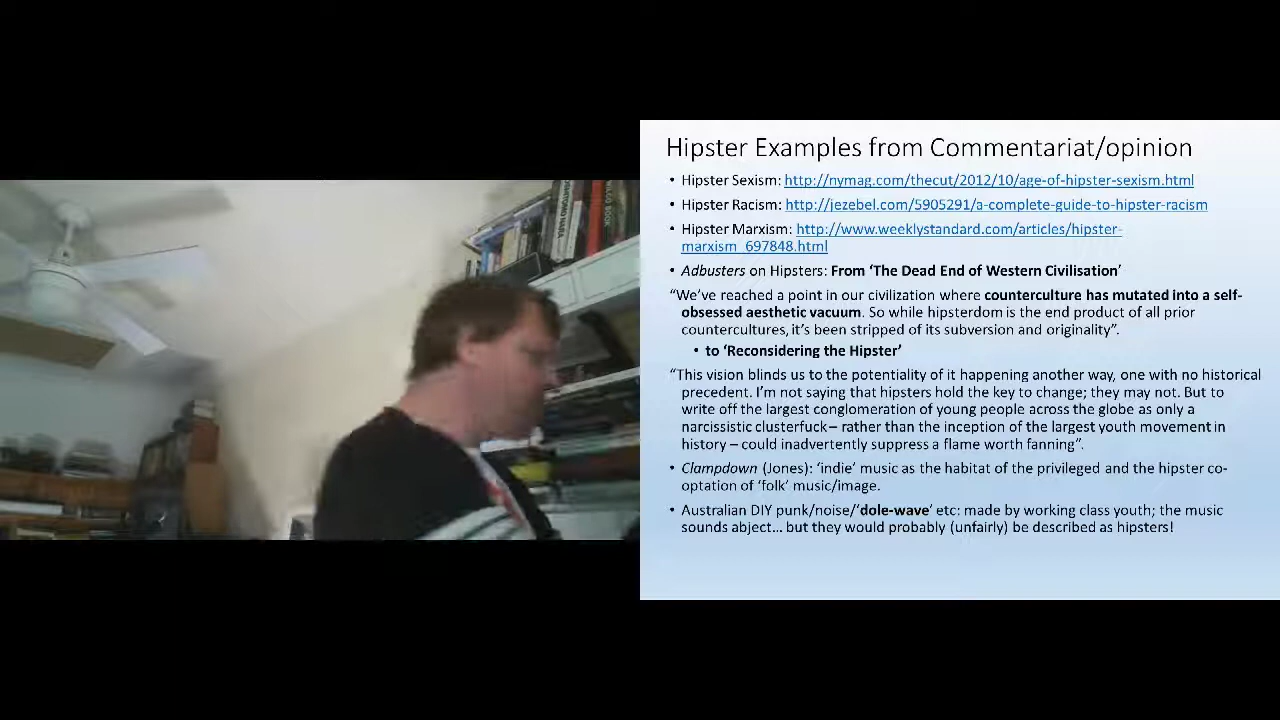 Hipster Examples from Commentariat/opinion
• Hipster Sexism: http://nymag.com/thecut/2012/10/age-of-hipster-sexism.html
• Hipster Racism: http://jezebel.com/5905291/a-complete-guide-to-hipster-racism
• Hipster Marxism: http://www.weeklystandard.com/articles/hipster-
marxism_697848.html
• Adbusters on Hipsters: From ‘The Dead End of Western Civilisation’
“We’ve reached a point in our civilization where counterculture has mutated into a self-
obsessed aesthetic vacuum. So while hipsterdom is the end product of all prior
countercultures, it’s been stripped of its subversion and originality”.
• to ‘Reconsidering the Hipster’
“This vision blinds us to the potentiality of it happening another way, one with no historical
precedent. I’m not saying that hipsters hold the key to change; they may not. But to
write off the largest conglomeration of young people across the globe as only a
narcissistic clusterfuck – rather than the inception of the largest youth movement in
history – could inadvertently suppress a flame worth fanning”.
• Clampdown (Jones): ‘indie’ music as the habitat of the privileged and the hipster co-
optation of ‘folk’ music/image.
• Australian DIY punk/noise/‘dole-wave’ etc: made by working class youth; the music
sounds abject… but they would probably (unfairly) be described as hipsters!